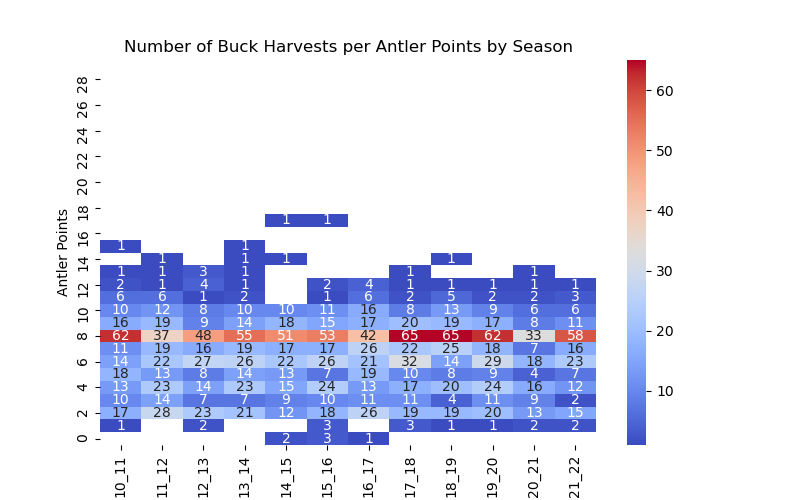 Number of Buck Harvests per Antler Points by Season
Antler Points
28
26
24
22
20
18
1 1
16
1 1
14
1 1 1 1
1 1 3 1 1 1
12
2 1 4 1 2 4 1 1 1 1 1
6 6 1 2 1 6 2 5 2 2 3
10
10 12 8 10 10 11 16 8 13 9 6 6
16 19 9 14 18 15 17 20 19 17 8 11
8
62 37 48 55 51 53 42 65 65 62 33 58
11 19 16 19 17 17 26 22 25 18 7 16
6
14 22 27 26 22 26 21 32 14 29 18 23
18 13 8 14 13 7 19 10 8 9 4 7
4
13 23 14 23 15 24 13 17 20 24 16 12
10 14 7 7 9 10 11 11 4 11 9 2
2
17 28 23 21 12 18 26 19 19 20 13 15
1 2 3 3 1 1 2 2
0
2 3 1
10_11 11_12 12_13 13_14 14_15 15_16 16_17 17_18 18_19 19_20 20_21 21_22
60
50
40
30
20
10